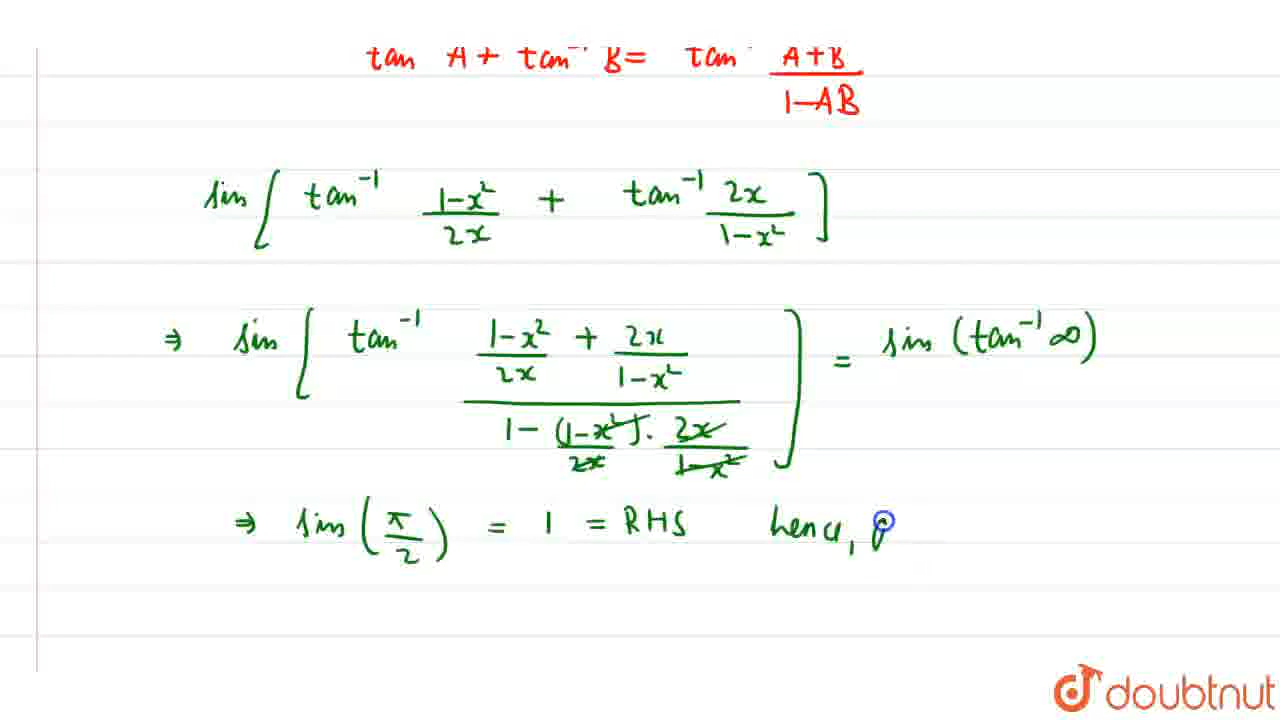 tan⁻¹ A + tan⁻¹ B = tan⁻¹ (A+B)/(1-AB)
sin[ tan⁻¹ (1-x²)/(2x) + tan⁻¹ (2x)/(1-x²) ]
⇒ sin[ tan⁻¹ ((1-x²)/(2x) + (2x)/(1-x²))/(1 - (1-x²)/(2x) · (2x)/(1-x²)) ] = sin(tan⁻¹ ∞)
⇒ sin(π/2) = 1 = RHS hence, p
doubtnut